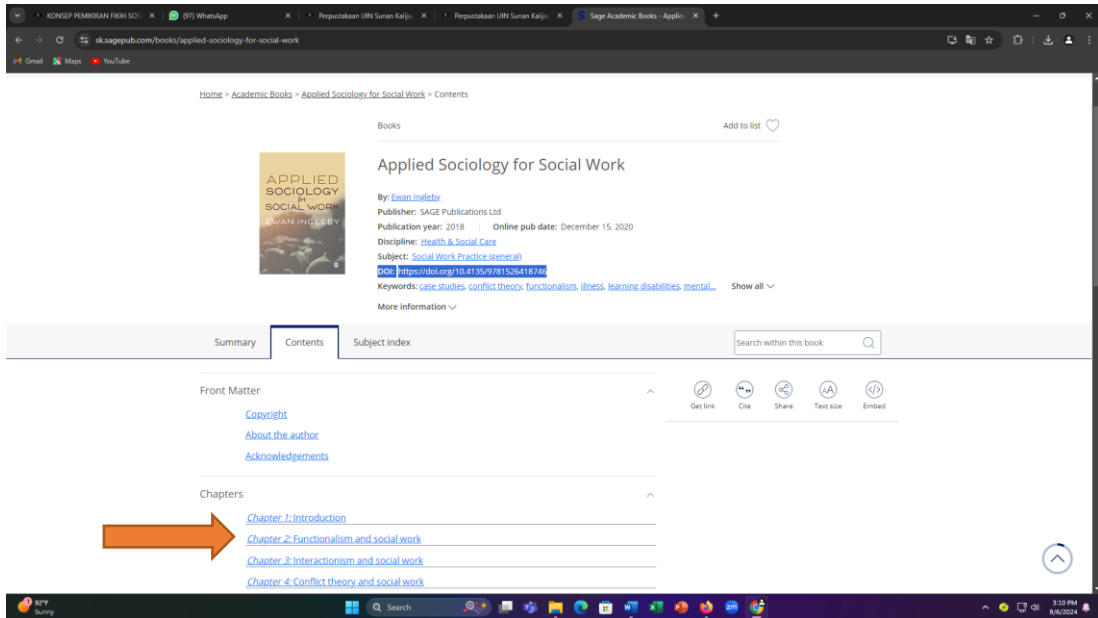 KONSEP PEMIKIRAN FIKIH SOS
(97) WhatsApp
Perpustakaan UIN Sunan Kalija
Perpustakaan UIN Sunan Kalija
Sage Academic Books - Applie
sk.sagepub.com/books/applied-sociology-for-social-work
Gmail Maps YouTube
Home > Academic Books > Applied Sociology for Social Work > Contents
Books
Add to list
APPLIED
SOCIOLOGY
for
SOCIAL WORK
EWAN INGLEBY
Applied Sociology for Social Work
By: Ewan Ingleby
Publisher: SAGE Publications Ltd
Publication year: 2018 Online pub date: December 15, 2020
Discipline: Health & Social Care
Subject: Social Work Practice (general)
DOI: https://doi.org/10.4135/9781526418746
Keywords: case studies, conflict theory, functionalism, illness, learning disabilities, mental... Show all
More information
Summary Contents Subject index
Search within this book
Front Matter
Copyright
About the author
Acknowledgements
Get link Cite Share Text size Embed
Chapters
Chapter 1: Introduction
Chapter 2: Functionalism and social work
Chapter 3: Interactionism and social work
Chapter 4: Conflict theory and social work
92°F
Sunny
Search
3:10 PM
9/6/2024